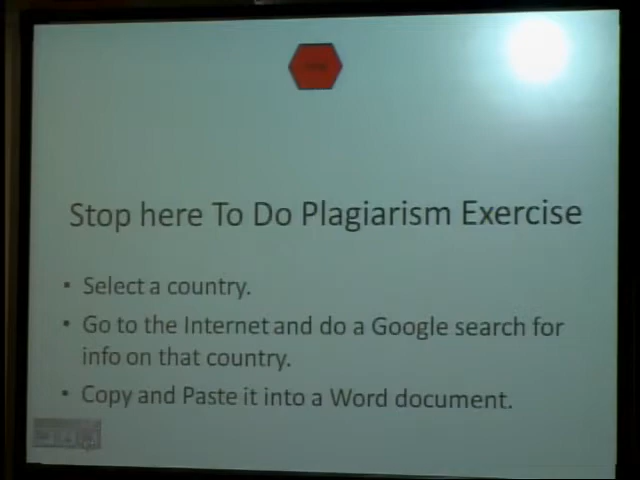 Stop here To Do Plagiarism Exercise
• Select a country.
• Go to the Internet and do a Google search for
info on that country.
• Copy and Paste it into a Word document.